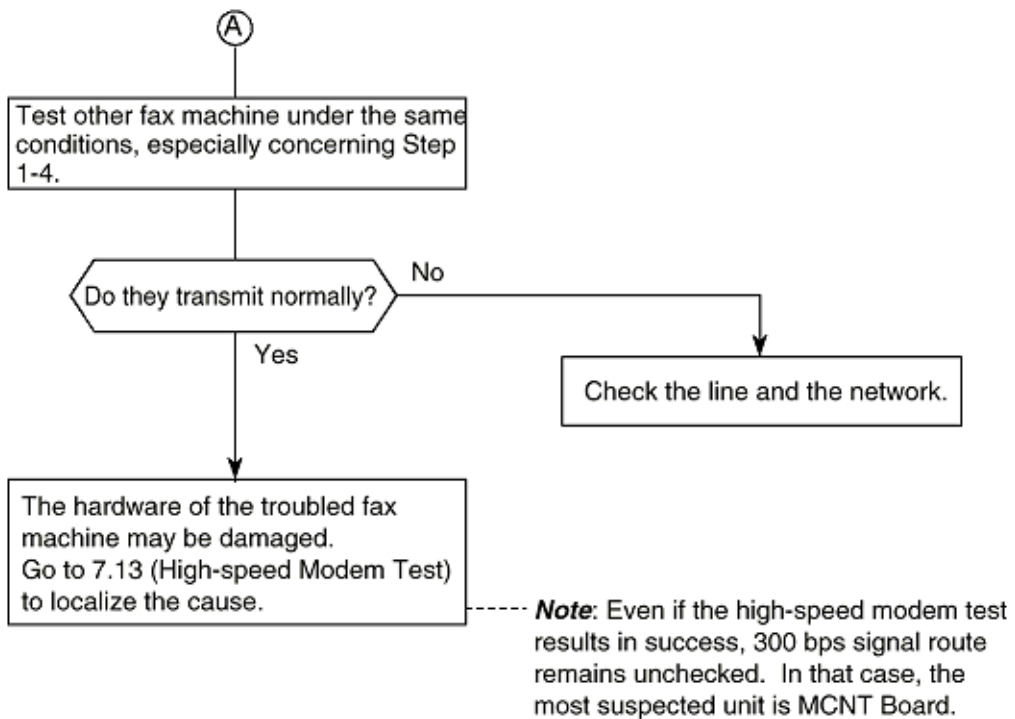 A
Test other fax machine under the same
conditions, especially concerning Step
1-4.
Do they transmit normally?
No
Yes
Check the line and the network.
The hardware of the troubled fax
machine may be damaged.
Go to 7.13 (High-speed Modem Test)
to localize the cause.
Note: Even if the high-speed modem test
results in success, 300 bps signal route
remains unchecked.  In that case, the
most suspected unit is MCNT Board.